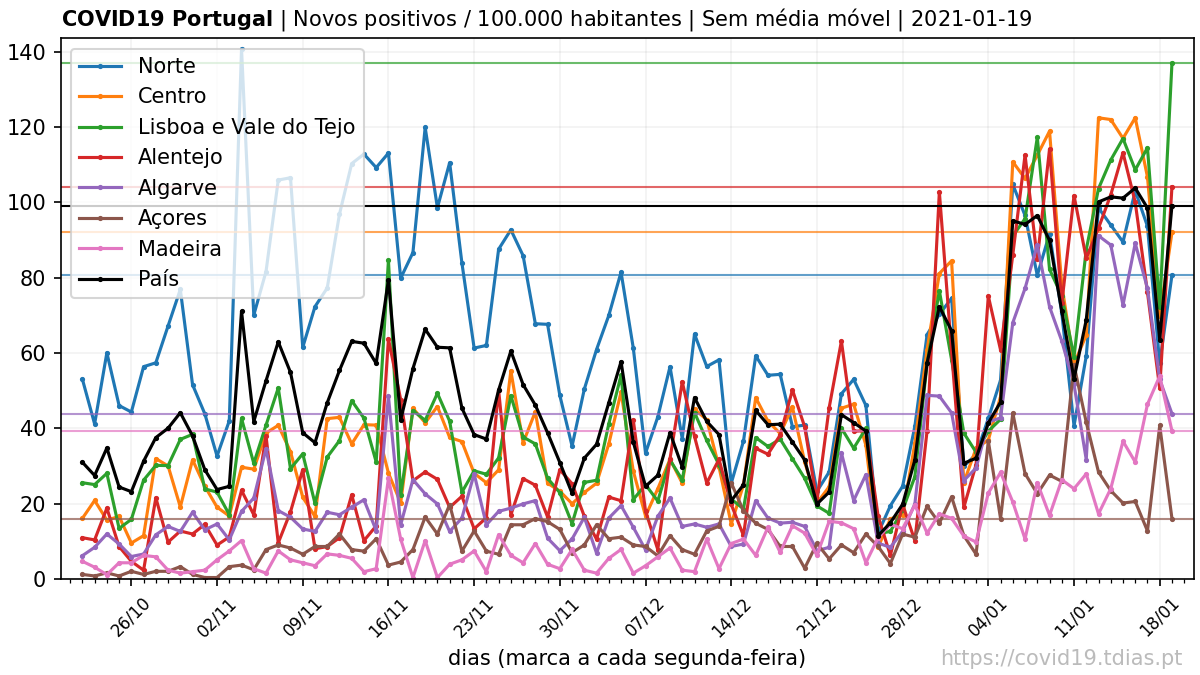 COVID19 Portugal | Novos positivos / 100.000 habitantes | Sem média móvel | 2021-01-19
140
120
100
80
60
40
20
0
Norte
Centro
Lisboa e Vale do Tejo
Alentejo
Algarve
Açores
Madeira
País
26/10
02/11
09/11
16/11
23/11
30/11
07/12
14/12
21/12
28/12
04/01
11/01
18/01
dias (marca a cada segunda-feira)
https://covid19.tdias.pt